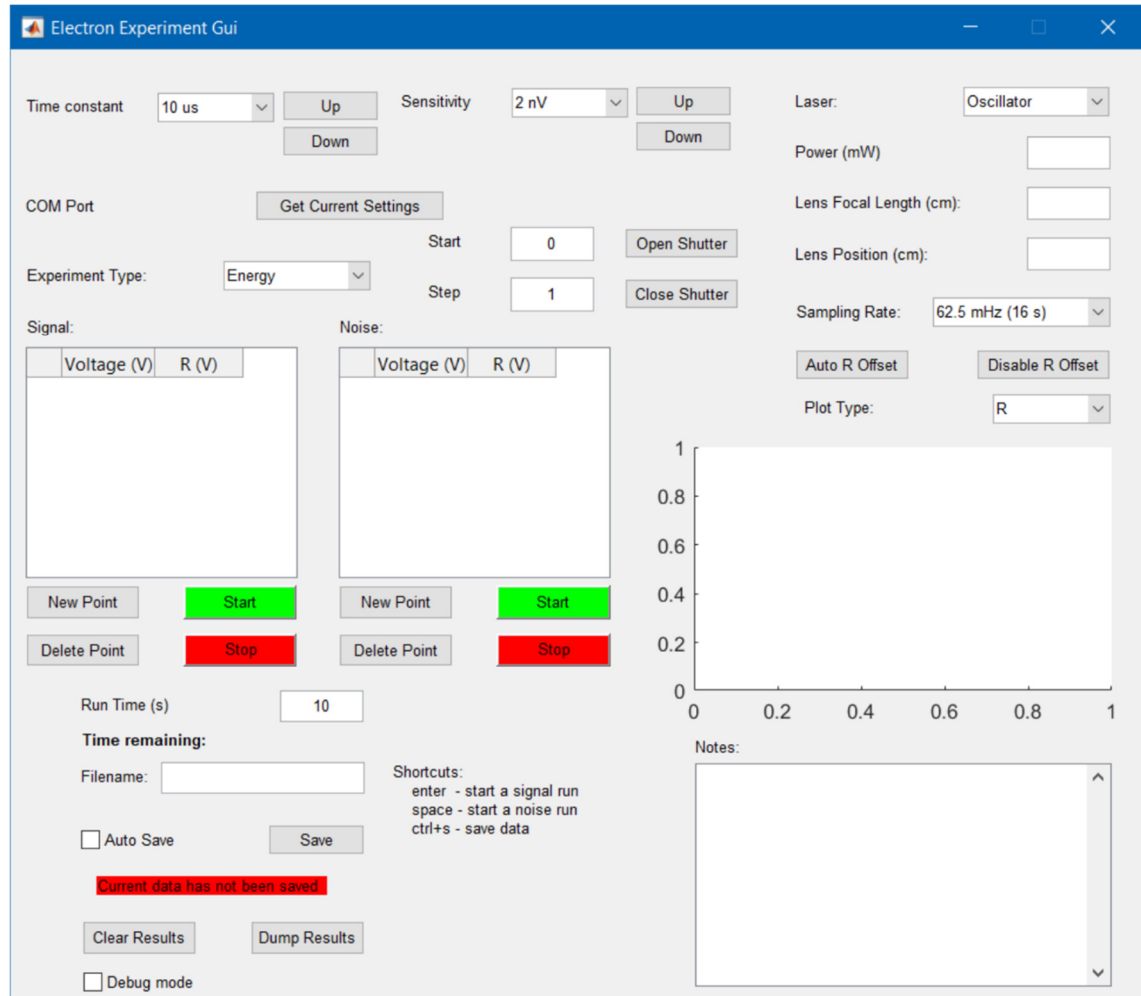 Electron Experiment Gui
Time constant 10 us Up Sensitivity 2 nV Up Laser: Oscillator
Down Down
Power (mW)
COM Port Get Current Settings Lens Focal Length (cm):
Start 0 Open Shutter
Lens Position (cm):
Experiment Type: Energy
Step 1 Close Shutter
Sampling Rate: 62.5 mHz (16 s)
Signal: Noise:
Voltage (V) R (V) Voltage (V) R (V)
Auto R Offset Disable R Offset
Plot Type: R
1
0.8
0.6
0.4
0.2
0
0 0.2 0.4 0.6 0.8 1
New Point Start New Point Start
Delete Point Stop Delete Point Stop
Run Time (s) 10
Time remaining:
Notes:
Filename:
Shortcuts:
enter - start a signal run
space - start a noise run
ctrl+s - save data
Auto Save Save
Current data has not been saved
Clear Results Dump Results
Debug mode